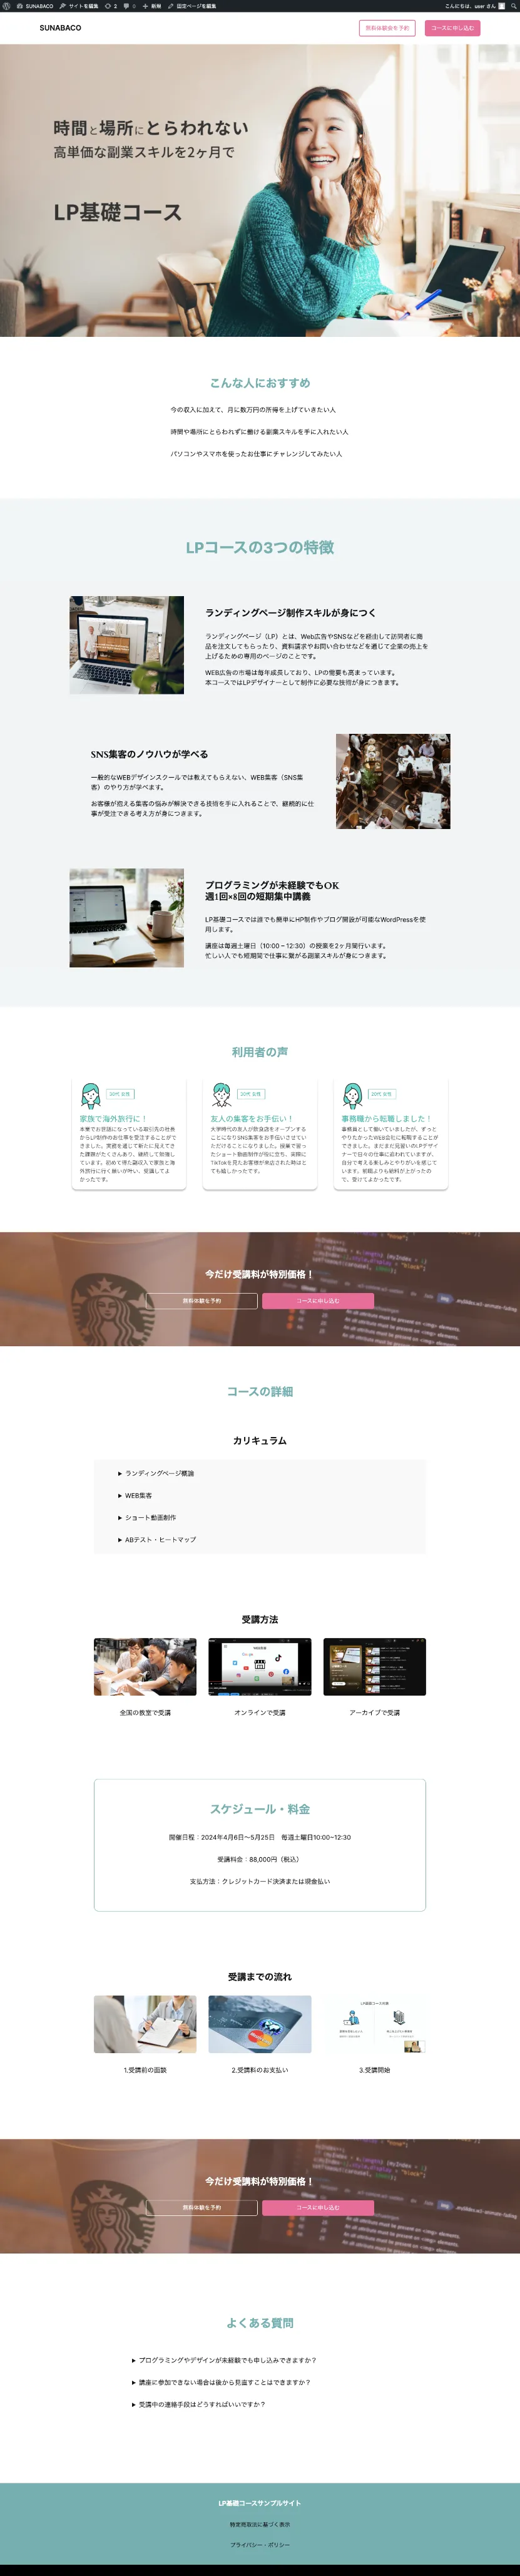 SUNABACO サイトを編集 2 0 新規 固定ページを編集 こんにちは、user さん
SUNABACO
無料体験会を予約
コースに申し込む
時間と場所にとらわれない
高単価な副業スキルを2ヶ月で
LP基礎コース
こんな人におすすめ
今の収入に加えて、月に数万円の所得を上げていきたい人
時間や場所にとらわれずに働ける副業スキルを手に入れたい人
パソコンやスマホを使ったお仕事にチャレンジしてみたい人
LPコースの3つの特徴
ランディングページ制作スキルが身につく
ランディングページ（LP）とは、Web広告やSNSなどを経由して訪問者に商
品を注文してもらったり、資料請求やお問い合わせなどを通じて企業の売上を
上げるための専用のページのことです。
WEB広告の市場は毎年成長しており、LPの需要も高まっています。
本コースではLPデザイナーとして制作に必要な技術が身につきます。
SNS集客のノウハウが学べる
一般的なWEBデザインスクールでは教えてもらえない、WEB集客（SNS集
客）のやり方が学べます。
お客様が抱える集客の悩みが解決できる技術を手に入れることで、継続的に仕
事が受注できる考え方が身につきます。
プログラミングが未経験でもOK
週1回×8回の短期集中講義
LP基礎コースでは誰でも簡単にHP制作やブログ開設が可能なWordPressを使
用します。
講座は毎週土曜日（10:00 – 12:30）の授業を2ヶ月間行います。
忙しい人でも短期間で仕事に繋がる副業スキルが身につきます。
利用者の声
30代 女性
家族で海外旅行に！
本業でお世話になっている取引先の社長
からLP制作のお仕事を受注することがで
きました。実務を通じて新たに見えてき
た課題がたくさんあり、継続して勉強し
ています。初めて得た副収入で家族と海
外旅行に行く願いが叶い、受講してよ
かったです。
20代 女性
友人の集客をお手伝い！
大学時代の友人が飲食店をオープンする
ことになりSNS集客をお手伝いさせてい
ただけることになりました。授業で習っ
たショート動画制作が役に立ち、実際に
TikTokを見たお客様が来店された時はと
ても嬉しかったです。
20代 女性
事務職から転職しました！
事務員として働いていましたが、ずっと
やりたかったWEB会社に転職することが
できました。まだまだ何でもLPデザイ
ナーで日々の仕事に追われていますが、
自分で考える楽しみとやりがいを感じて
います。前職よりも給料が上がったの
で、受けてよかったです。
今だけ受講料が特別価格！
無料体験を予約
コースに申し込む
コースの詳細
カリキュラム
▶ ランディングページ概論
▶ WEB集客
▶ ショート動画制作
▶ ABテスト・ヒートマップ
受講方法
全国の教室で受講
オンラインで受講
アーカイブで受講
スケジュール・料金
開催日程：2024年4月6日〜5月25日 毎週土曜日10:00~12:30
受講料金：88,000円（税込）
支払方法：クレジットカード決済または現金払い
受講までの流れ
1.受講前の面談
2.受講料のお支払い
3.受講開始
今だけ受講料が特別価格！
無料体験を予約
コースに申し込む
よくある質問
▶ プログラミングやデザインが未経験でも申し込みできますか？
▶ 講座に参加できない場合は後から見直すことはできますか？
▶ 受講中の連絡手段はどうすればいいですか？
LP基礎コースサンプルサイト
特定商取法に基づく表示
プライバシー・ポリシー